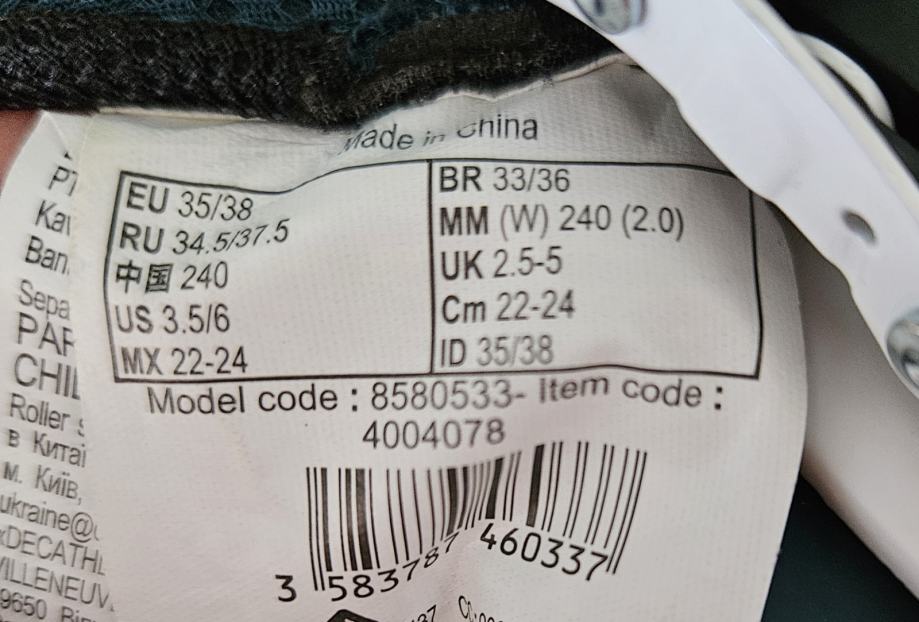 Made in China
EU 35/38
RU 34.5/37.5
中国 240
US 3.5/6
MX 22-24
BR 33/36
MM (W) 240 (2.0)
UK 2.5-5
Cm 22-24
ID 35/38
Model code : 8580533- Item code :
4004078
3 583787 460337
Roller
в Китаї
м. Київ,